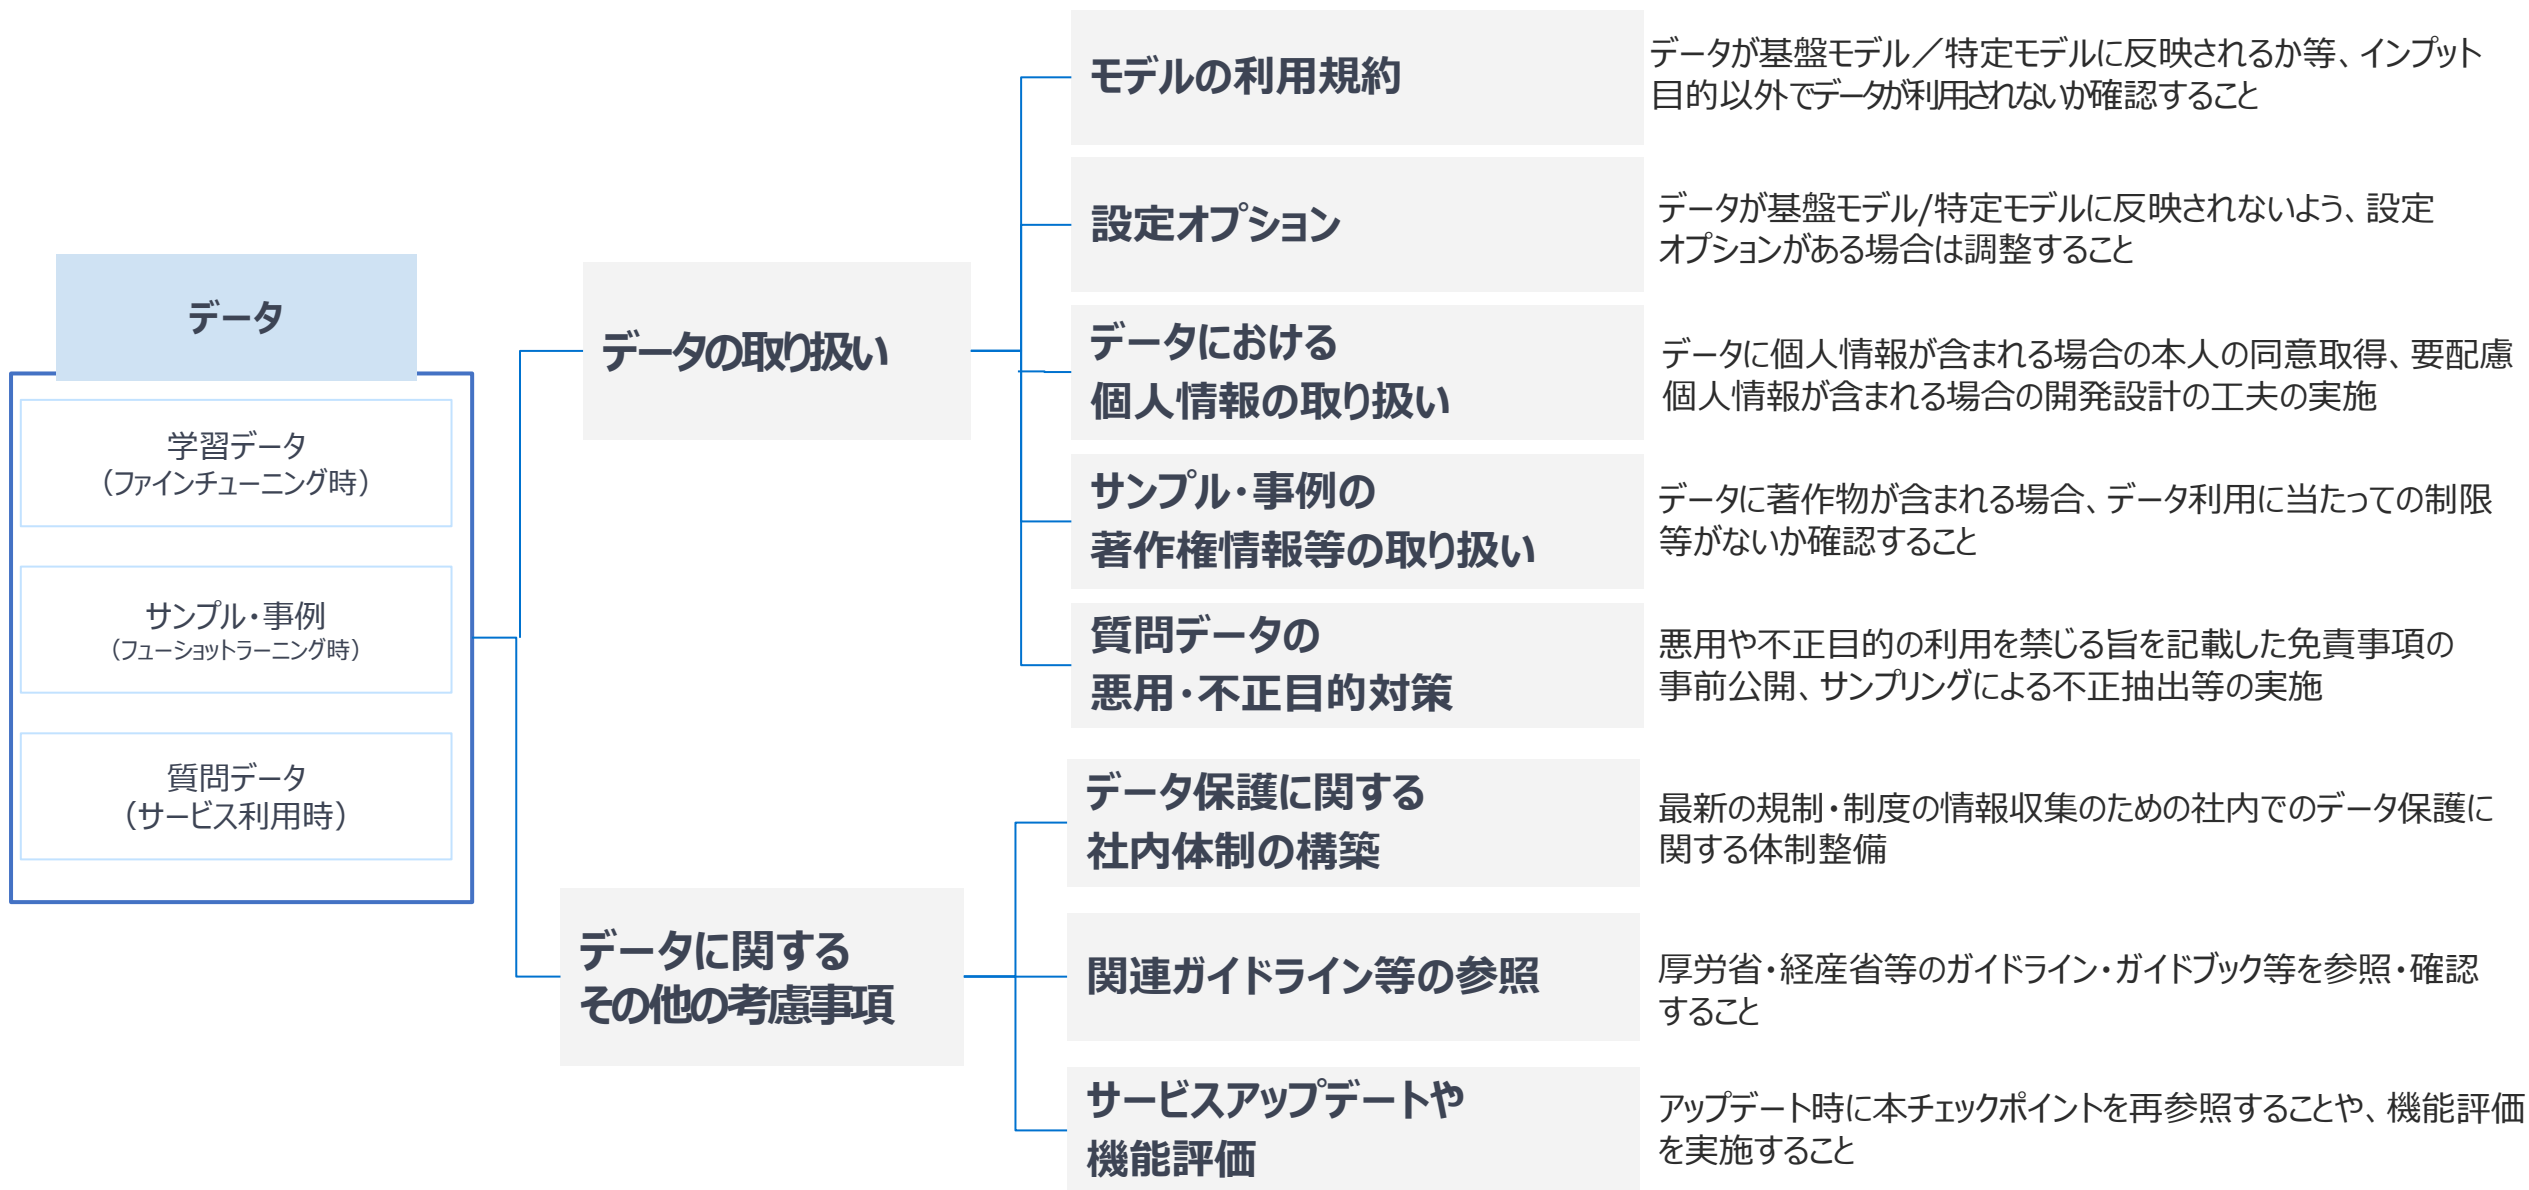 データ
学習データ
（ファインチューニング時）
サンプル・事例
（フューショットラーニング時）
質問データ
（サービス利用時）
データの取り扱い
モデルの利用規約
データが基盤モデル／特定モデルに反映されるか等、インプット
目的以外でデータが利用されないか確認すること
設定オプション
データが基盤モデル/特定モデルに反映されないよう、設定
オプションがある場合は調整すること
データにおける
個人情報の取り扱い
データに個人情報が含まれる場合の本人の同意取得、要配慮
個人情報が含まれる場合の開発設計の工夫の実施
サンプル・事例の
著作権情報等の取り扱い
データに著作物が含まれる場合、データ利用に当たっての制限
等がないか確認すること
質問データの
悪用・不正目的対策
悪用や不正目的の利用を禁じる旨を記載した免責事項の
事前公開、サンプリングによる不正抽出等の実施
データに関する
その他の考慮事項
データ保護に関する
社内体制の構築
最新の規制・制度の情報収集のための社内でのデータ保護に
関する体制整備
関連ガイドライン等の参照
厚労省・経産省等のガイドライン・ガイドブック等を参照・確認
すること
サービスアップデートや
機能評価
アップデート時に本チェックポイントを再参照することや、機能評価
を実施すること